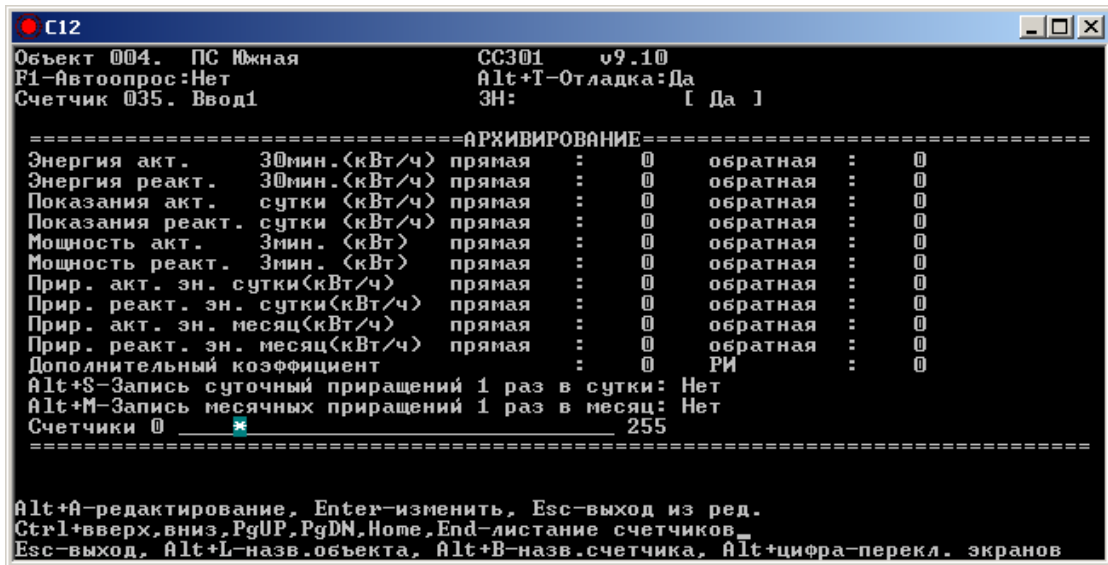 C12
Объект 004. ПС Южная СС301 v9.10
F1-Автоопрос:Нет Alt+T-Отладка:Да
Счетчик 035. Ввод1 ЗН: [ Да ]
==================================АРХИВИРОВАНИЕ===================================
Энергия акт. 30мин.(кВт/ч) прямая : 0 обратная : 0
Энергия реакт. 30мин.(кВт/ч) прямая : 0 обратная : 0
Показания акт. сутки (кВт/ч) прямая : 0 обратная : 0
Показания реакт. сутки (кВт/ч) прямая : 0 обратная : 0
Мощность акт. 3мин. (кВт) прямая : 0 обратная : 0
Мощность реакт. 3мин. (кВт) прямая : 0 обратная : 0
Прир. акт. эн. сутки(кВт/ч) прямая : 0 обратная : 0
Прир. реакт. эн. сутки(кВт/ч) прямая : 0 обратная : 0
Прир. акт. эн. месяц(кВт/ч) прямая : 0 обратная : 0
Прир. реакт. эн. месяц(кВт/ч) прямая : 0 обратная : 0
Дополнительный коэффициент : 0 РИ : 0
Alt+S-Запись суточный приращений 1 раз в сутки: Нет
Alt+M-Запись месячных приращений 1 раз в месяц: Нет
Счетчики 0 ____*____________________________ 255
===================================================================================
Alt+A-редактирование, Enter-изменить, Esc-выход из ред.
Ctrl+вверх,вниз,PgUP,PgDN,Home,End-листание счетчиков_
Esc-выход, Alt+L-назв.объекта, Alt+B-назв.счетчика, Alt+цифра-перекл. экранов